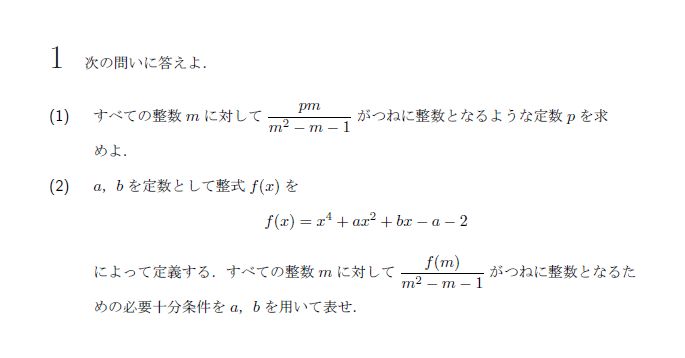 1 次の問いに答えよ.
(1) すべての整数 m に対して \frac{pm}{m^2 - m - 1} がつねに整数となるような定数 p を求
めよ.
(2) a, b を定数として整式 f(x) を
f(x) = x^4 + ax^2 + bx - a - 2
によって定義する. すべての整数 m に対して \frac{f(m)}{m^2 - m - 1} がつねに整数となるた
めの必要十分条件を a, b を用いて表せ.